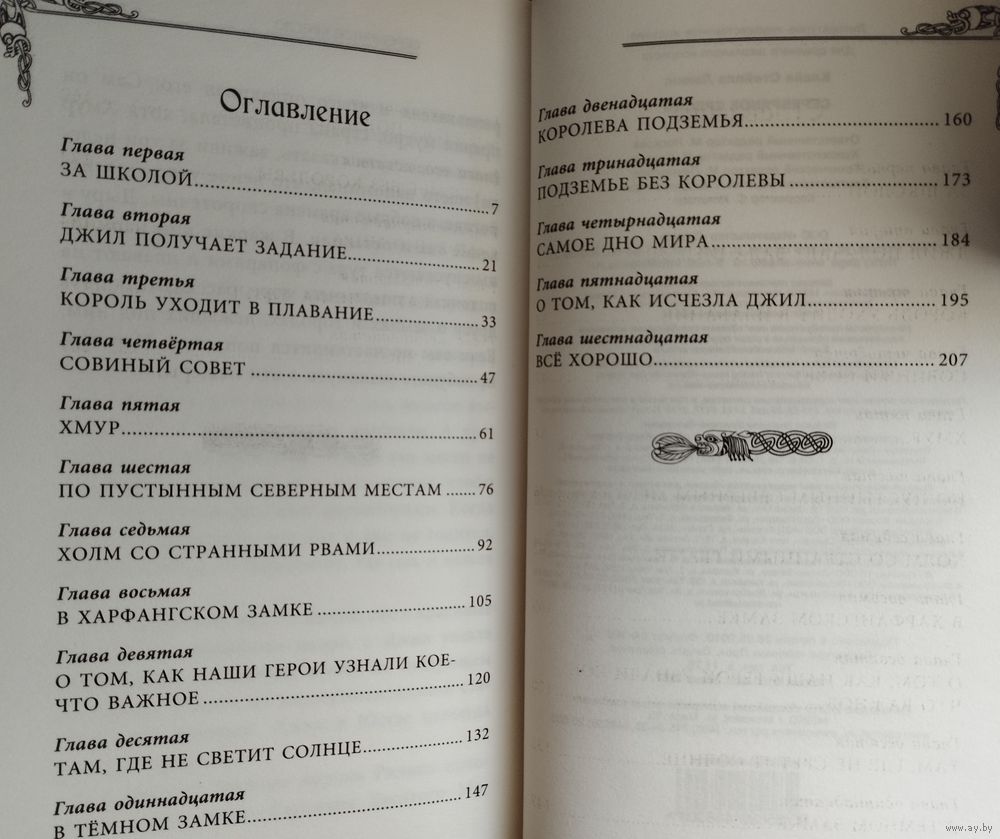 Оглавление
Глава первая
ЗА ШКОЛОЙ........................................7
Глава вторая
ДЖИЛ ПОЛУЧАЕТ ЗАДАНИЕ....................21
Глава третья
КОРОЛЬ УХОДИТ В ПЛАВАНИЕ................33
Глава четвёртая
СОВИНЫЙ СОВЕТ................................47
Глава пятая
ХМУР..................................................61
Глава шестая
ПО ПУСТЫННЫМ СЕВЕРНЫМ МЕСТАМ.......76
Глава седьмая
ХОЛМ СО СТРАННЫМИ РВАМИ...............92
Глава восьмая
В ХАРФАНГСКОМ ЗАМКЕ......................105
Глава девятая
О ТОМ, КАК НАШИ ГЕРОИ УЗНАЛИ КОЕ-
ЧТО ВАЖНОЕ......................................120
Глава десятая
ТАМ, ГДЕ НЕ СВЕТИТ СОЛНЦЕ................132
Глава одиннадцатая
В ТЁМНОМ ЗАМКЕ................................147
Глава двенадцатая
КОРОЛЕВА ПОДЗЕМЬЯ..........................160
Глава тринадцатая
ПОДЗЕМЬЕ БЕЗ КОРОЛЕВЫ....................173
Глава четырнадцатая
САМОЕ ДНО МИРА................................184
Глава пятнадцатая
О ТОМ, КАК ИСЧЕЗЛА ДЖИЛ..................195
Глава шестнадцатая
ВСЁ ХОРОШО......................................207
www.ay.by